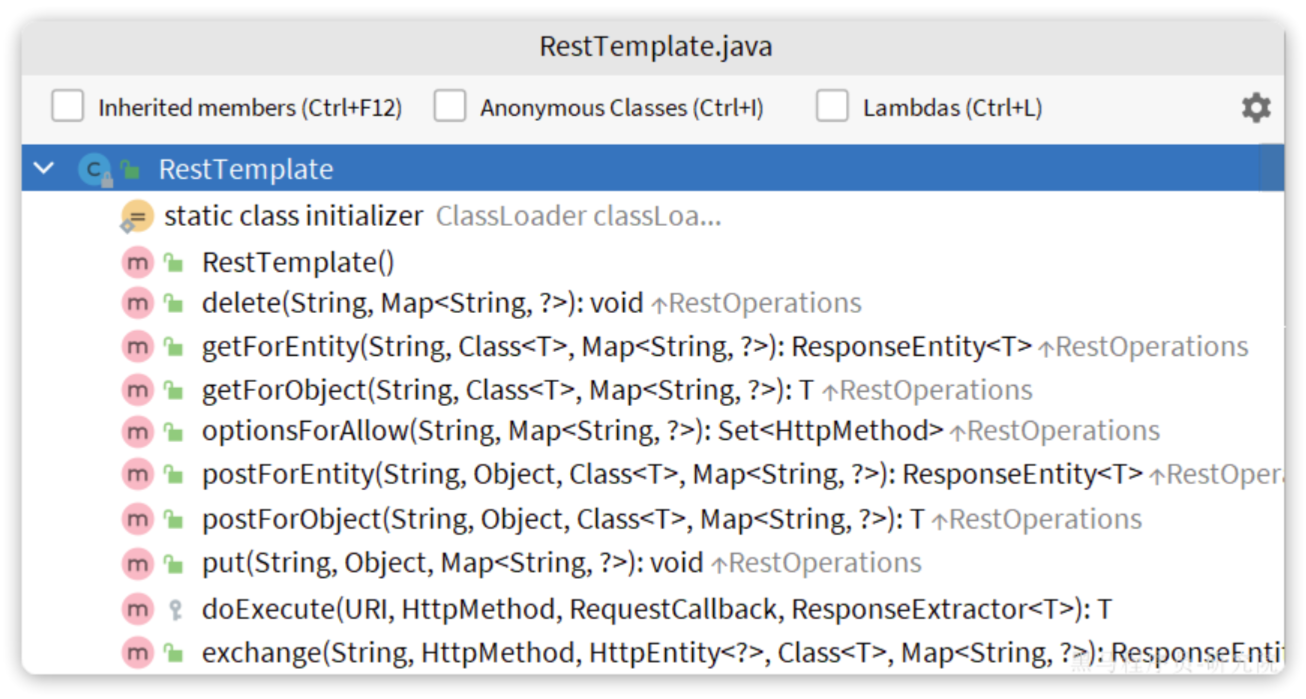 RestTemplate.java
Inherited members (Ctrl+F12) Anonymous Classes (Ctrl+I) Lambdas (Ctrl+L)
RestTemplate
static class initializer ClassLoader classLoa...
RestTemplate()
delete(String, Map<String, ?>): void ↑RestOperations
getForEntity(String, Class<T>, Map<String, ?>): ResponseEntity<T> ↑RestOperations
getForObject(String, Class<T>, Map<String, ?>): T ↑RestOperations
optionsForAllow(String, Map<String, ?>): Set<HttpMethod> ↑RestOperations
postForEntity(String, Object, Class<T>, Map<String, ?>): ResponseEntity<T> ↑RestOper
postForObject(String, Object, Class<T>, Map<String, ?>): T ↑RestOperations
put(String, Object, Map<String, ?>): void ↑RestOperations
doExecute(URI, HttpMethod, RequestCallback, ResponseExtractor<T>): T
exchange(String, HttpMethod, HttpEntity<?>, Class<T>, Map<String, ?>): ResponseEnti